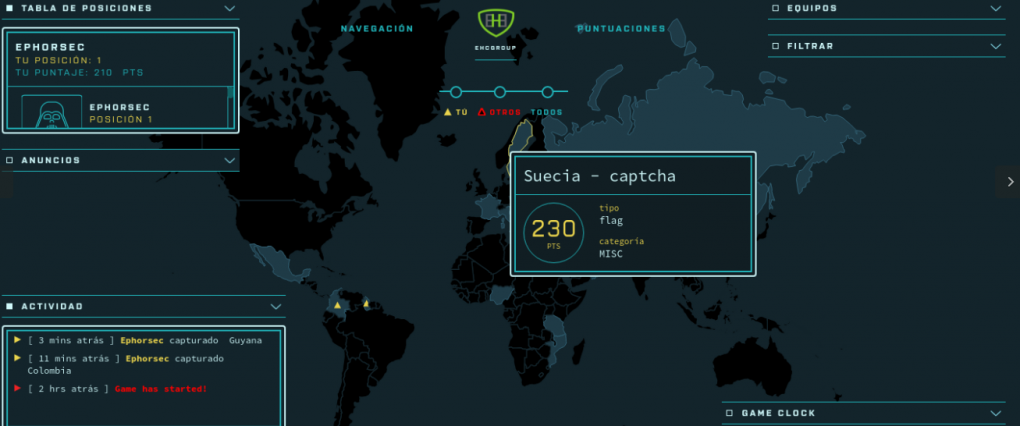 TABLA DE POSICIONES
EPHORSEC
TU POSICIÓN: 1
TU PUNTAJE: 210 PTS
EPHORSEC
POSICIÓN 1
ANUNCIOS
NAVEGACIÓN
EHCGROUP
PUNTUACIONES
TÚ
OTROS
TODOS
EQUIPOS
FILTRAR
Suecia - captcha
230
PTS
tipo
flag
categoría
MISC
ACTIVIDAD
[ 3 mins atrás ] Ephorsec capturado Guyana
[ 11 mins atrás ] Ephorsec capturado
Colombia
[ 2 hrs atrás ] Game has started!
GAME CLOCK